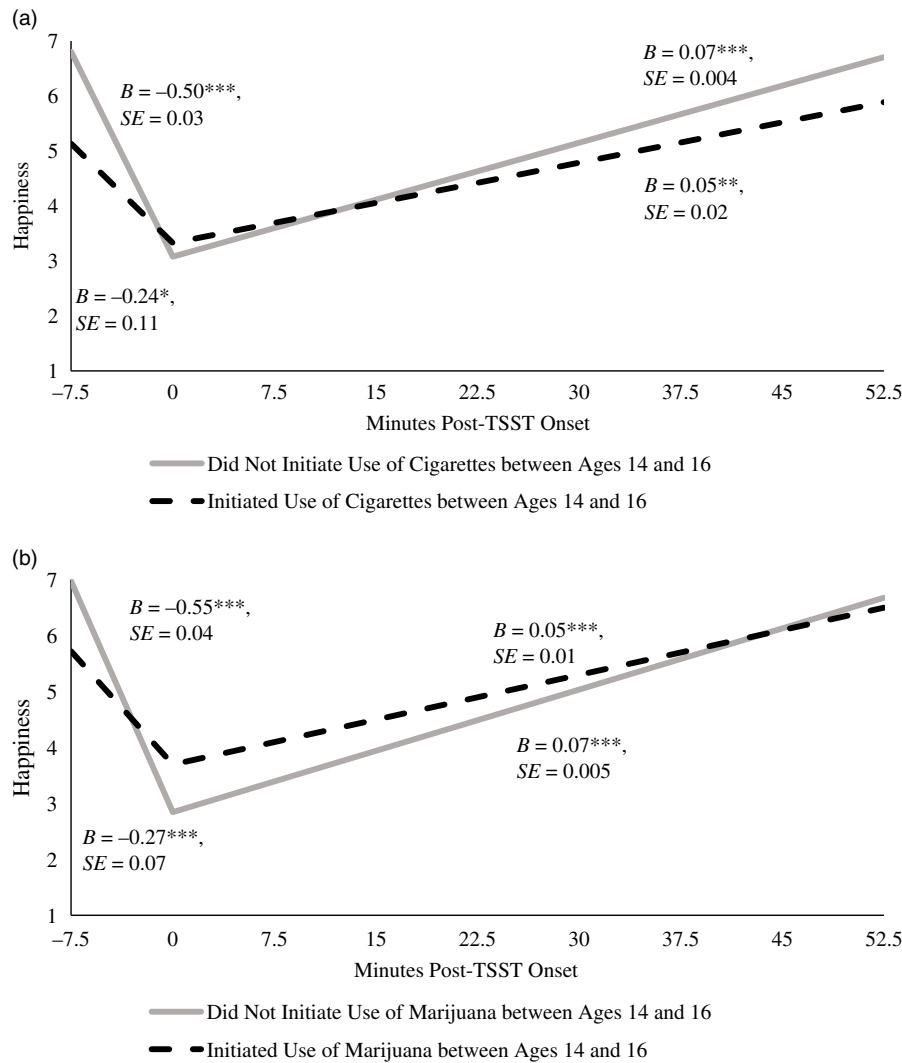 (a)
7
6
5
4
3
2
1
Happiness
B = –0.50***,
SE = 0.03
B = 0.07***,
SE = 0.004
B = 0.05**,
SE = 0.02
B = –0.24*,
SE = 0.11
–7.5 0 7.5 15 22.5 30 37.5 45 52.5
Minutes Post-TSST Onset
Did Not Initiate Use of Cigarettes between Ages 14 and 16
Initiated Use of Cigarettes between Ages 14 and 16
(b)
7
6
5
4
3
2
1
Happiness
B = –0.55***,
SE = 0.04
B = 0.05***,
SE = 0.01
B = 0.07***,
SE = 0.005
B = –0.27***,
SE = 0.07
–7.5 0 7.5 15 22.5 30 37.5 45 52.5
Minutes Post-TSST Onset
Did Not Initiate Use of Marijuana between Ages 14 and 16
Initiated Use of Marijuana between Ages 14 and 16